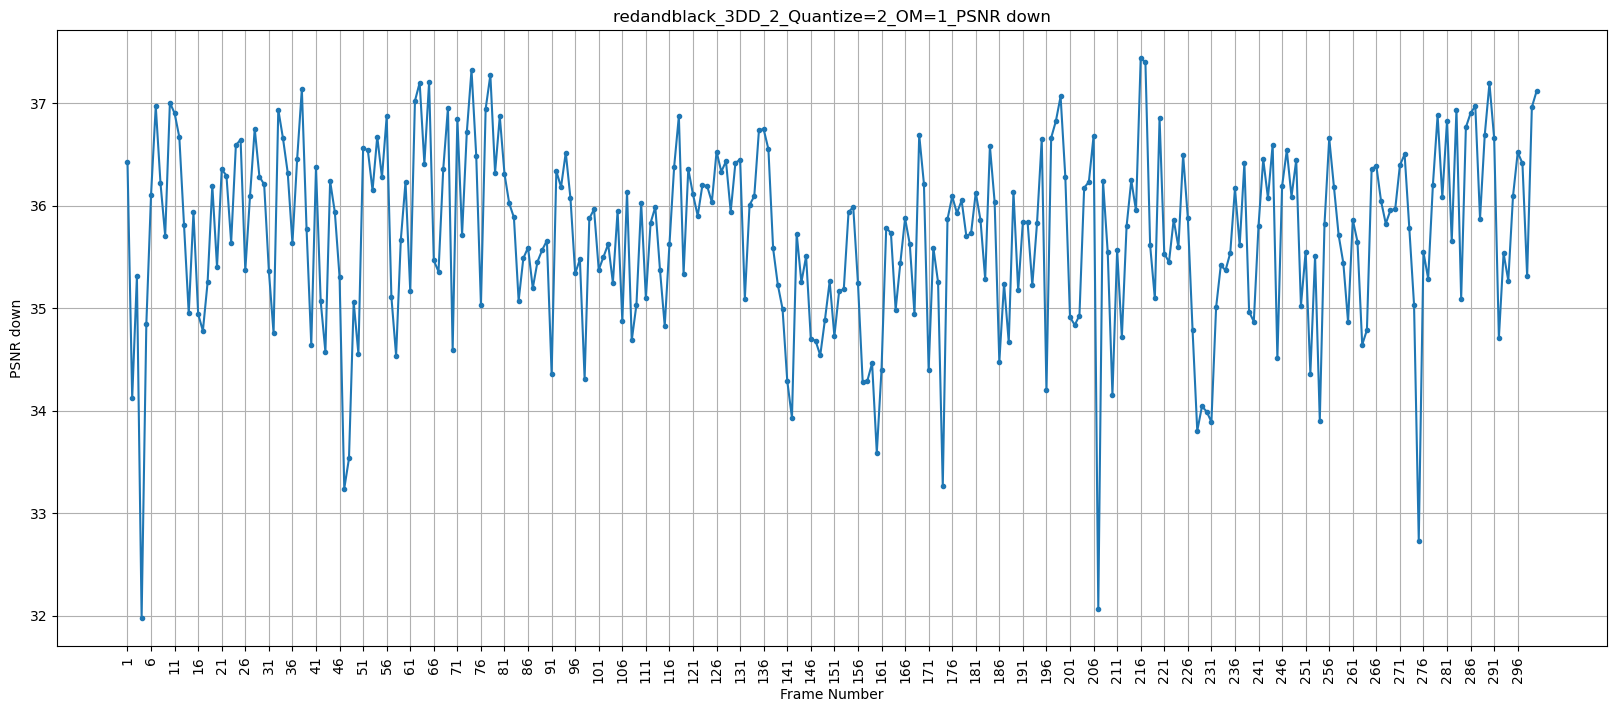 redandblack_3DD_2_Quantize=2_OM=1_PSNR down
PSNR down
37
36
35
34
33
32
1 6 11 16 21 26 31 36 41 46 51 56 61 66 71 76 81 86 91 96 101 106 111 116 121 126 131 136 141 146 151 156 161 166 171 176 181 186 191 196 201 206 211 216 221 226 231 236 241 246 251 256 261 266 271 276 281 286 291 296
Frame Number